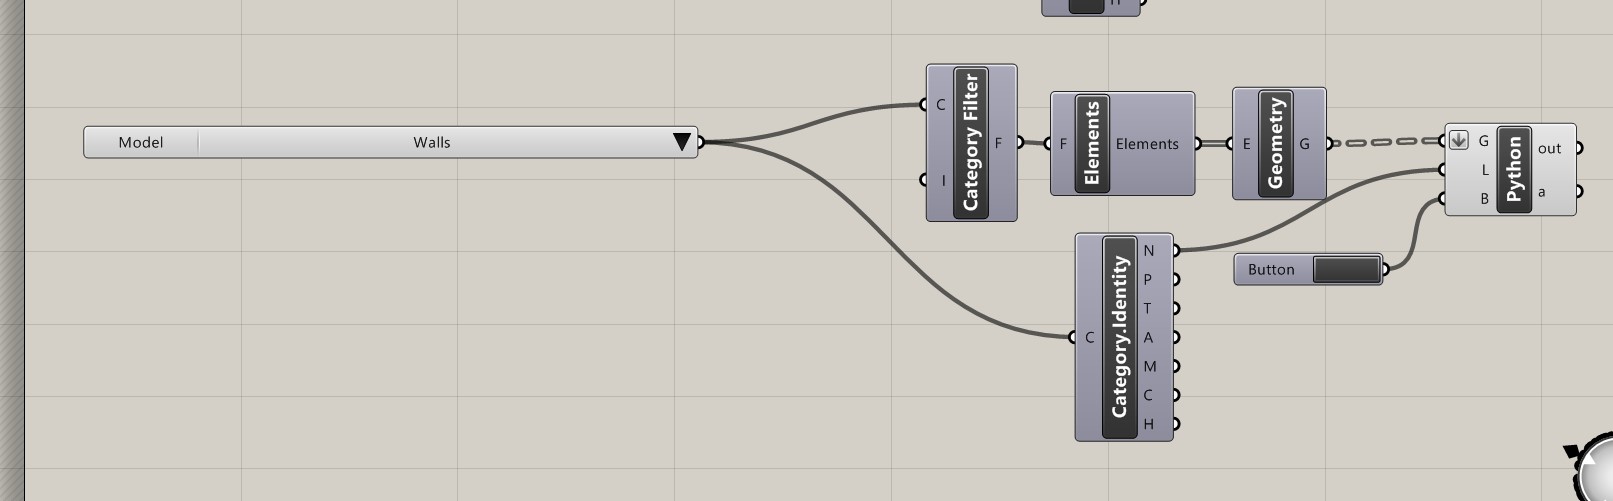 H
Model Walls
C
I
Category Filter
F
F
Elements
Elements
E
Geometry
G
G
L
B
Python
out
a
C
Category.Identity
N
P
T
A
M
C
H
Button